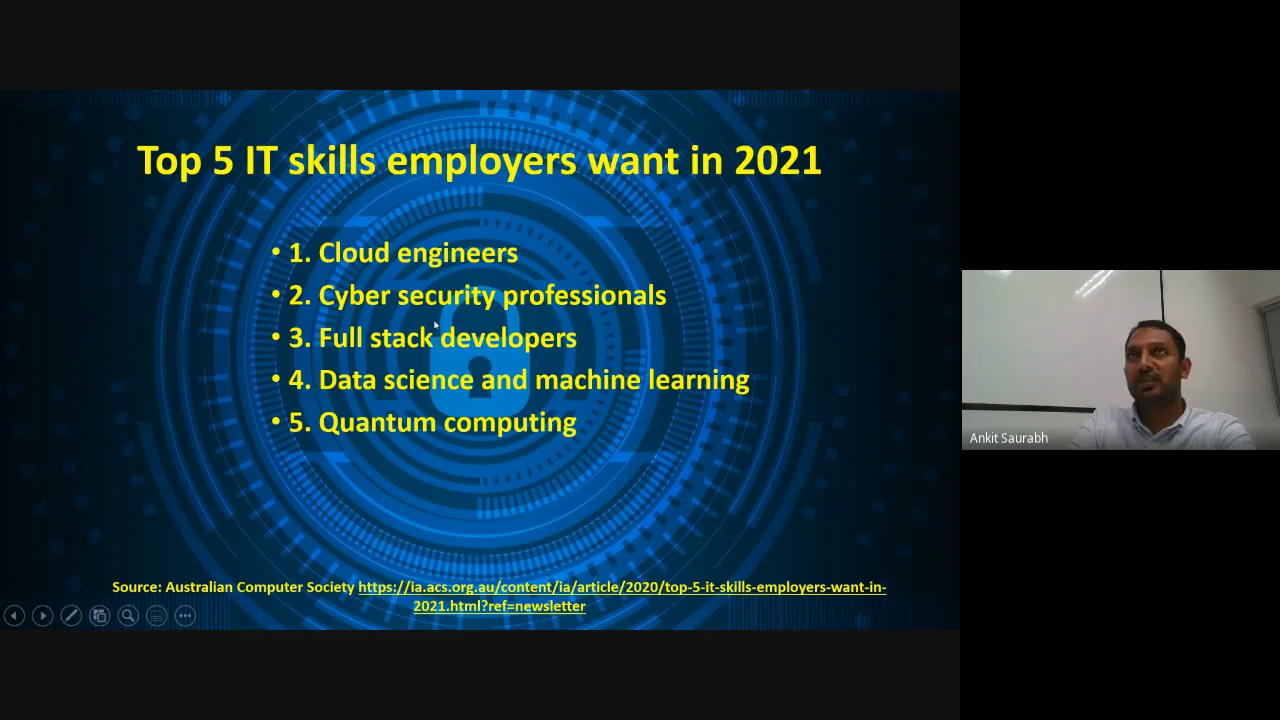 Top 5 IT skills employers want in 2021
• 1. Cloud engineers
• 2. Cyber security professionals
• 3. Full stack developers
• 4. Data science and machine learning
• 5. Quantum computing
Source: Australian Computer Society https://ia.acs.org.au/content/ia/article/2020/top-5-it-skills-employers-want-in-
2021.html?ref=newsletter
Ankit Saurabh